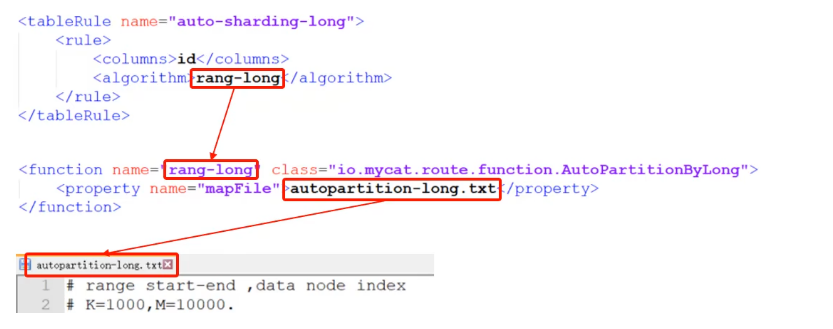 <tableRule name="auto-sharding-long">
<rule>
<columns>id</columns>
<algorithm>rang-long</algorithm>
</rule>
</tableRule>
<function name="rang-long" class="io.mycat.route.function.AutoPartitionByLong">
<property name="mapFile">autopartition-long.txt</property>
</function>
autopartition-long.txt
1 # range start-end ,data node index
2 # K=1000,M=10000.